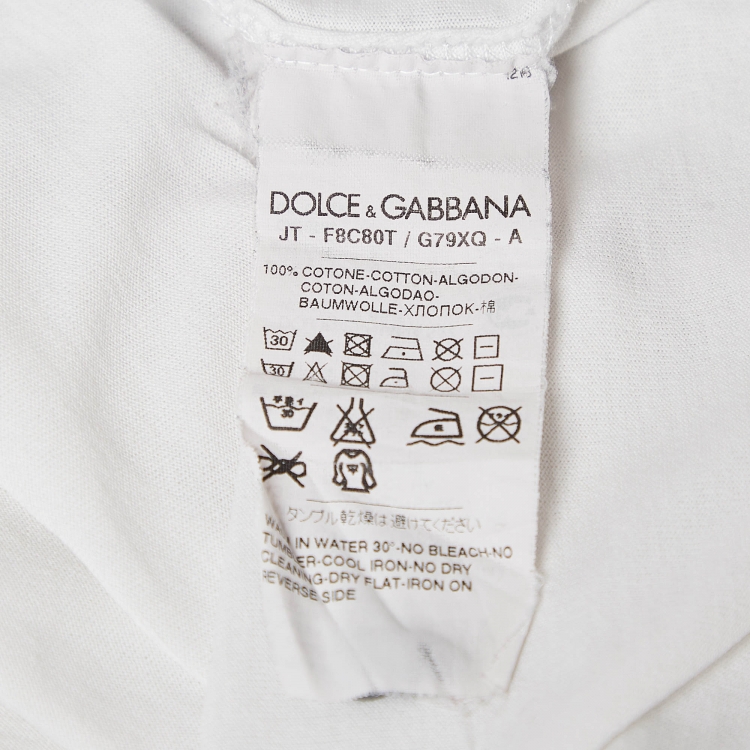 DOLCE & GABBANA
JT - F8C80T / G79XQ - A
100% COTONE-COTTON-ALGODON-
COTON-ALGODAO-
BAUMWOLLE-ХЛОПОК-棉
30
30
30
タンブル乾燥は避けてください
IN WATER 30°-NO BLEACH-NO
-COOL IRON-NO DRY
CLEANING-DRY FLAT-IRON ON
REVERSE SIDE